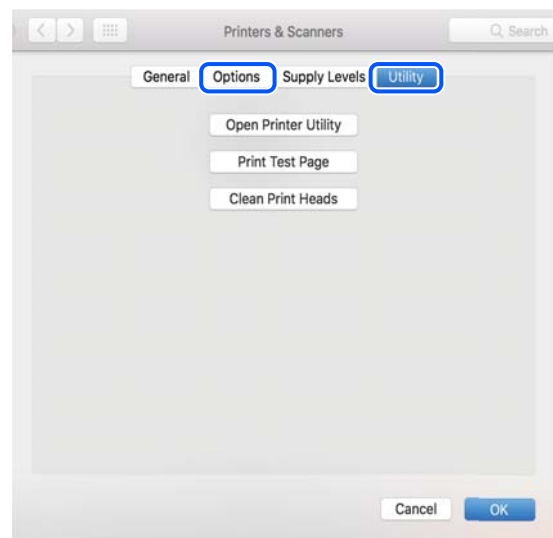 Printers & Scanners Search
General Options Supply Levels Utility
Open Printer Utility
Print Test Page
Clean Print Heads
Cancel OK